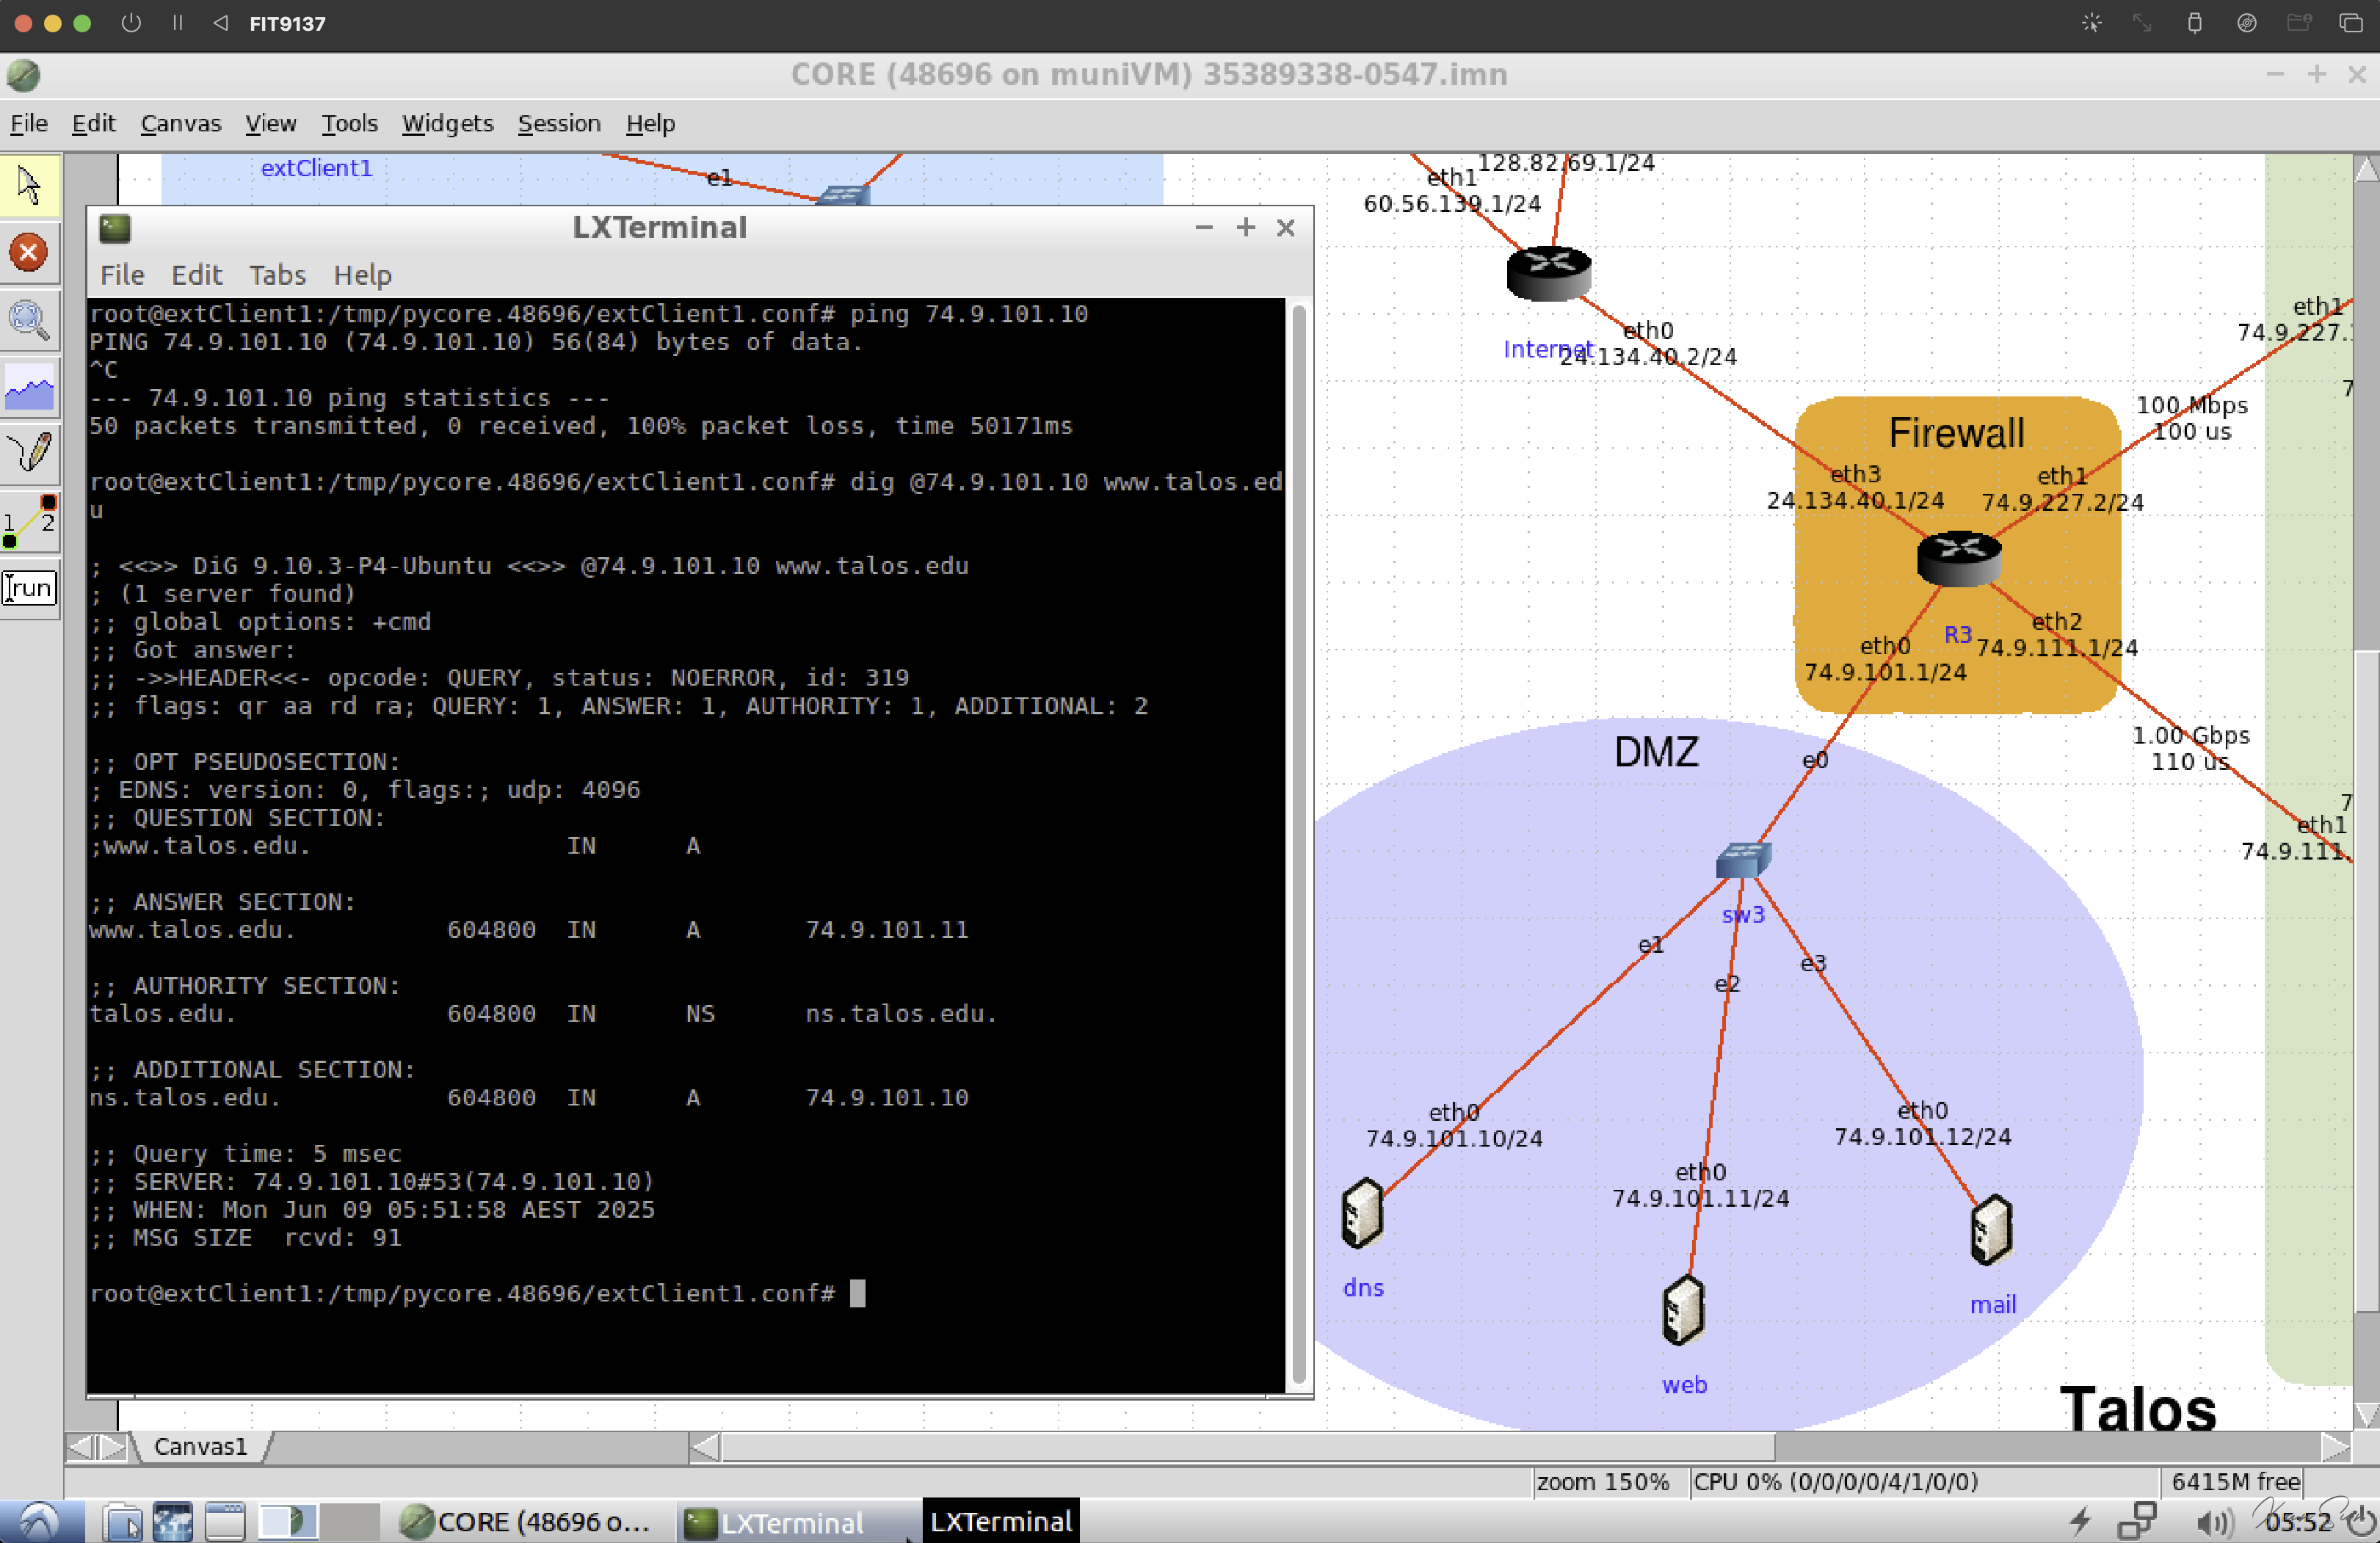 FIT9137
CORE (48696 on muniVM) 35389338-0547.imn
File Edit Canvas View Tools Widgets Session Help
extClient1
e1
128.82.69.1/24
eth1
60.56.139.1/24
LXTerminal
File Edit Tabs Help
root@extClient1:/tmp/pycore.48696/extClient1.conf# ping 74.9.101.10
PING 74.9.101.10 (74.9.101.10) 56(84) bytes of data.
^C
--- 74.9.101.10 ping statistics ---
50 packets transmitted, 0 received, 100% packet loss, time 50171ms
root@extClient1:/tmp/pycore.48696/extClient1.conf# dig @74.9.101.10 www.talos.ed
u
; <<>> DiG 9.10.3-P4-Ubuntu <<>> @74.9.101.10 www.talos.edu
; (1 server found)
;; global options: +cmd
;; Got answer:
;; ->>HEADER<<- opcode: QUERY, status: NOERROR, id: 319
;; flags: qr aa rd ra; QUERY: 1, ANSWER: 1, AUTHORITY: 1, ADDITIONAL: 2
;; OPT PSEUDOSECTION:
; EDNS: version: 0, flags:; udp: 4096
;; QUESTION SECTION:
;www.talos.edu. IN A
;; ANSWER SECTION:
www.talos.edu. 604800 IN A 74.9.101.11
;; AUTHORITY SECTION:
talos.edu. 604800 IN NS ns.talos.edu.
;; ADDITIONAL SECTION:
ns.talos.edu. 604800 IN A 74.9.101.10
;; Query time: 5 msec
;; SERVER: 74.9.101.10#53(74.9.101.10)
;; WHEN: Mon Jun 09 05:51:58 AEST 2025
;; MSG SIZE rcvd: 91
root@extClient1:/tmp/pycore.48696/extClient1.conf#
1 2
run
eth0
Internet
24.134.40.2/24
eth1
74.9.227.
7
100 Mbps
100 us
Firewall
eth3
24.134.40.1/24
eth1
74.9.227.2/24
R3
eth2
74.9.111.1/24
eth0
74.9.101.1/24
1.00 Gbps
110 us
7
eth1
74.9.111.
DMZ
e0
sw3
e1
e2
e3
eth0
74.9.101.10/24
eth0
74.9.101.11/24
eth0
74.9.101.12/24
dns
web
mail
Talos
Canvas1
zoom 150%
CPU 0% (0/0/0/0/4/1/0/0)
6415M free
CORE (48696 o...
LXTerminal
LXTerminal
05:52